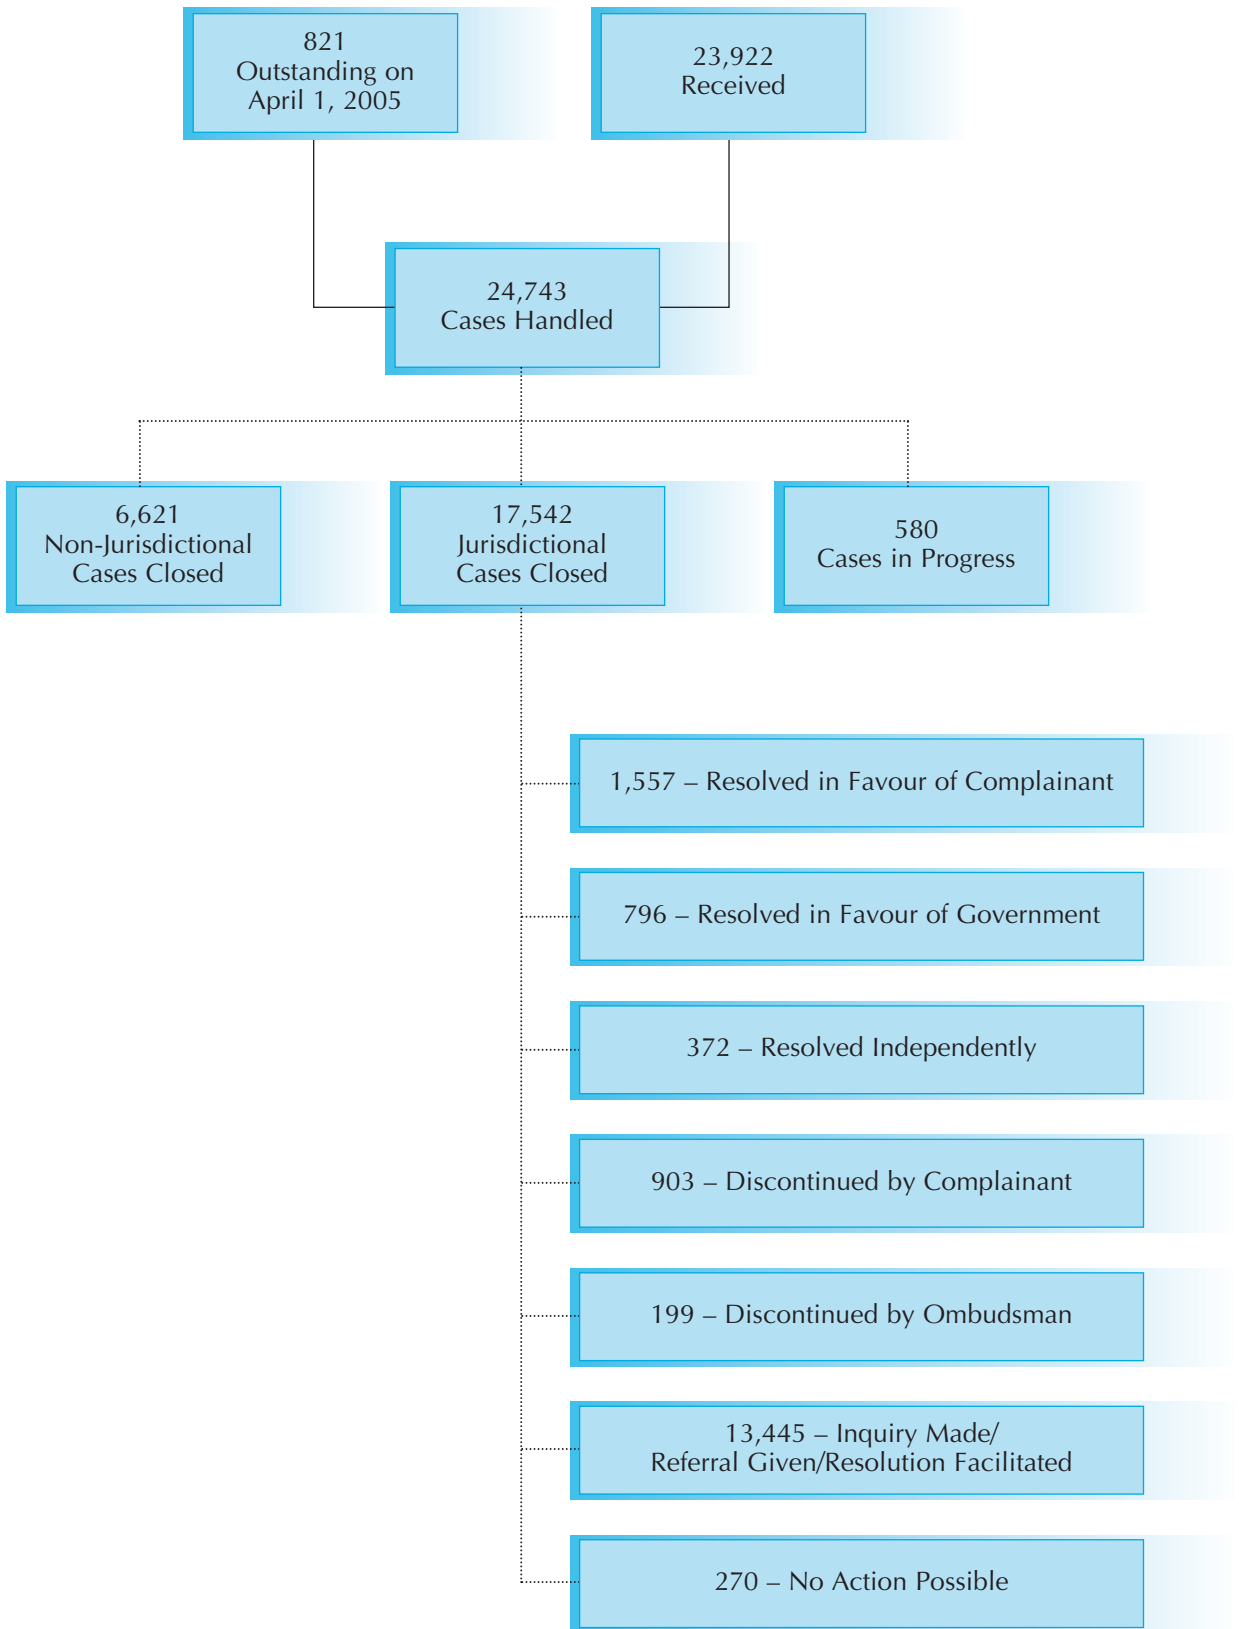 821
Outstanding on
April 1, 2005
23,922
Received
24,743
Cases Handled
6,621
Non-Jurisdictional
Cases Closed
17,542
Jurisdictional
Cases Closed
580
Cases in Progress
1,557 – Resolved in Favour of Complainant
796 – Resolved in Favour of Government
372 – Resolved Independently
903 – Discontinued by Complainant
199 – Discontinued by Ombudsman
13,445 – Inquiry Made/
Referral Given/Resolution Facilitated
270 – No Action Possible